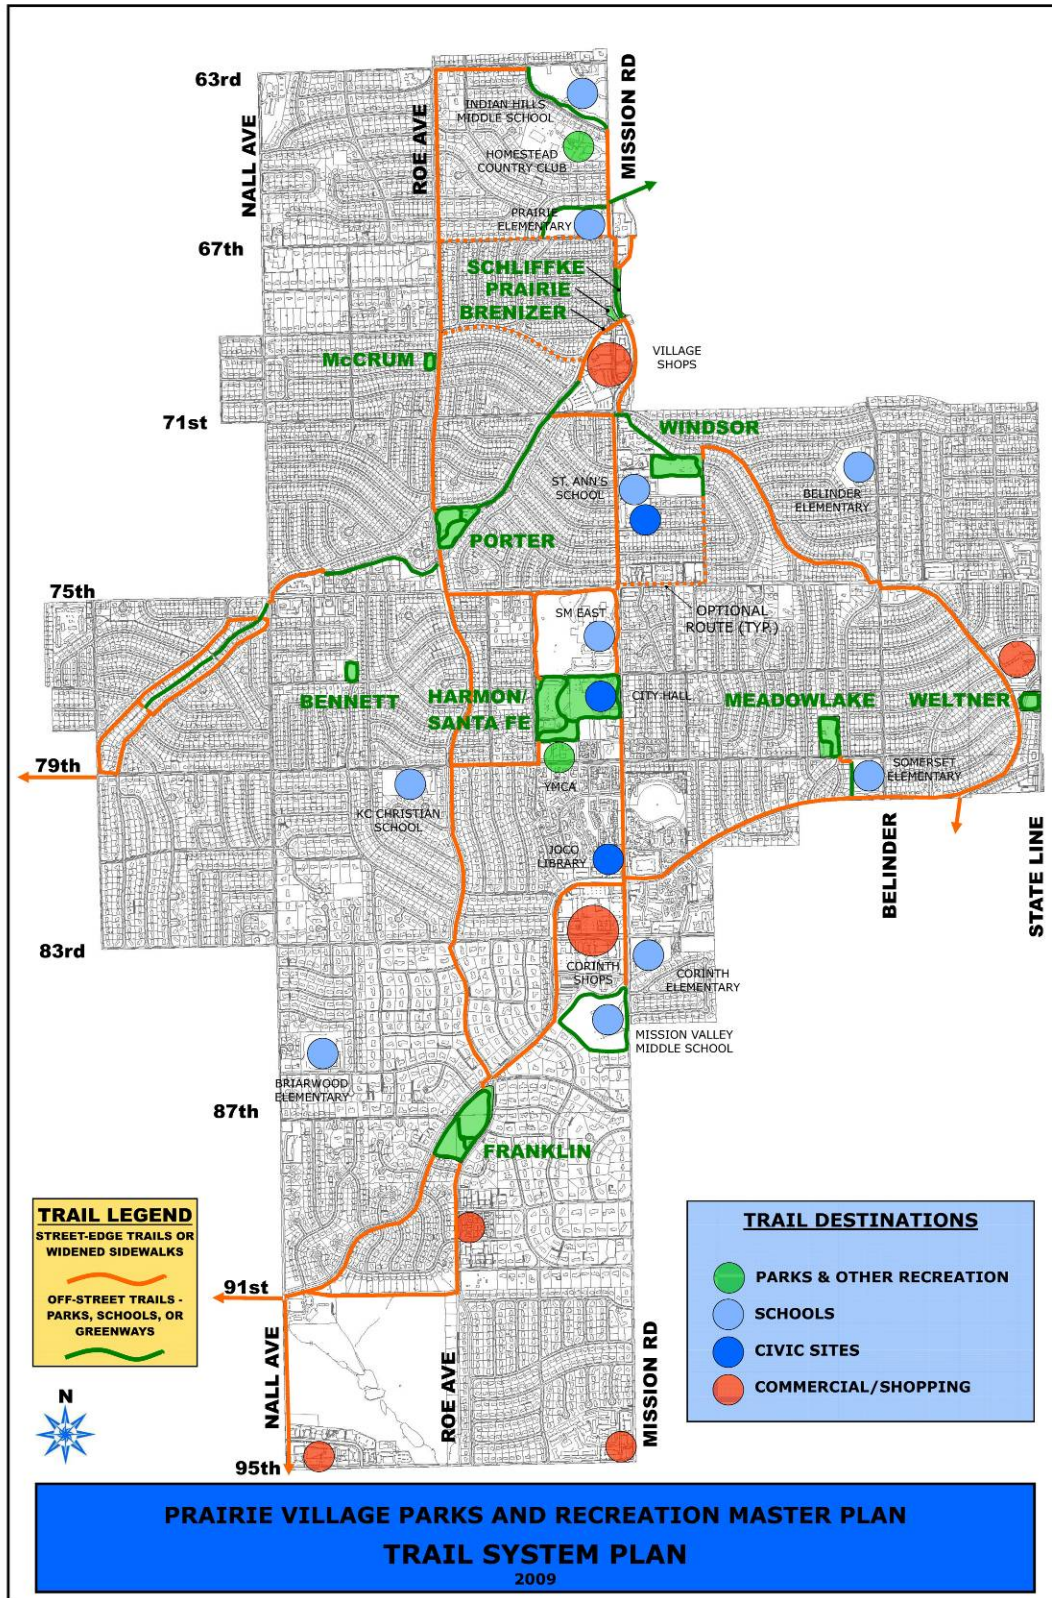 63rd
NALL AVE
ROE AVE
MISSION RD
INDIAN HILLS
MIDDLE SCHOOL
HOMESTEAD
COUNTRY CLUB
PRAIRIE
ELEMENTARY
67th
SCHLIFFKE
PRAIRIE
BRENIZER
McCRUM
VILLAGE
SHOPS
71st
WINDSOR
ST. ANN'S
SCHOOL
BELINDER
ELEMENTARY
PORTER
75th
SM EAST
OPTIONAL
ROUTE (TYP.)
BENNETT
HARMON/
SANTA FE
CITY HALL
MEADOWLAKE
WELTNER
79th
YMCA
SOMERSET
ELEMENTARY
KC CHRISTIAN
SCHOOL
JOCO
LIBRARY
BELINDER
STATE LINE
83rd
CORINTH
SHOPS
CORINTH
ELEMENTARY
MISSION VALLEY
MIDDLE SCHOOL
BRIARWOOD
ELEMENTARY
87th
FRANKLIN
TRAIL LEGEND
STREET-EDGE TRAILS OR
WIDENED SIDEWALKS
OFF-STREET TRAILS -
PARKS, SCHOOLS, OR
GREENWAYS
N
91st
NALL AVE
ROE AVE
MISSION RD
95th
TRAIL DESTINATIONS
PARKS & OTHER RECREATION
SCHOOLS
CIVIC SITES
COMMERCIAL/SHOPPING
PRAIRIE VILLAGE PARKS AND RECREATION MASTER PLAN
TRAIL SYSTEM PLAN
2009